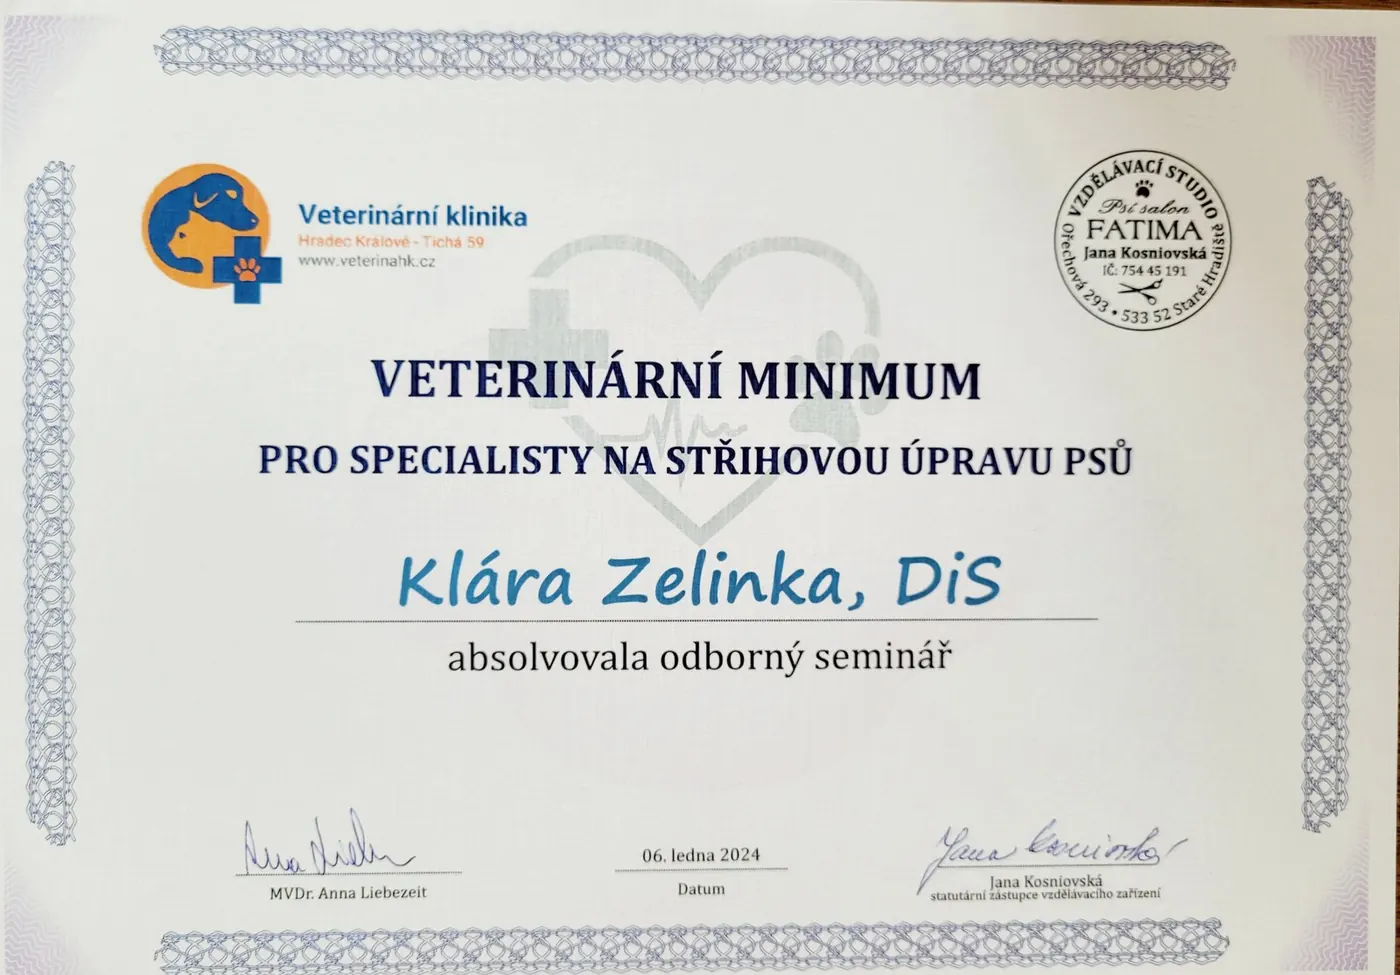 Veterinární klinika
Hradec Králové - Tichá 59
www.veterinahk.cz
VZDĚLÁVACÍ STUDIO
Psí salon
FATIMA
Jana Kosniovská
IČ: 754 45 191
Ořechová 293 • 533 52 Staré Hradiště
VETERINÁRNÍ MINIMUM
PRO SPECIALISTY NA STŘIHOVOU ÚPRAVU PSŮ
Klára Zelinka, DiS
absolvovala odborný seminář
Jana Kosniovská
06. ledna 2024
MVDr. Anna Liebezeit
Datum
Jana Kosniovská
statutární zástupce vzdělávacího zařízení